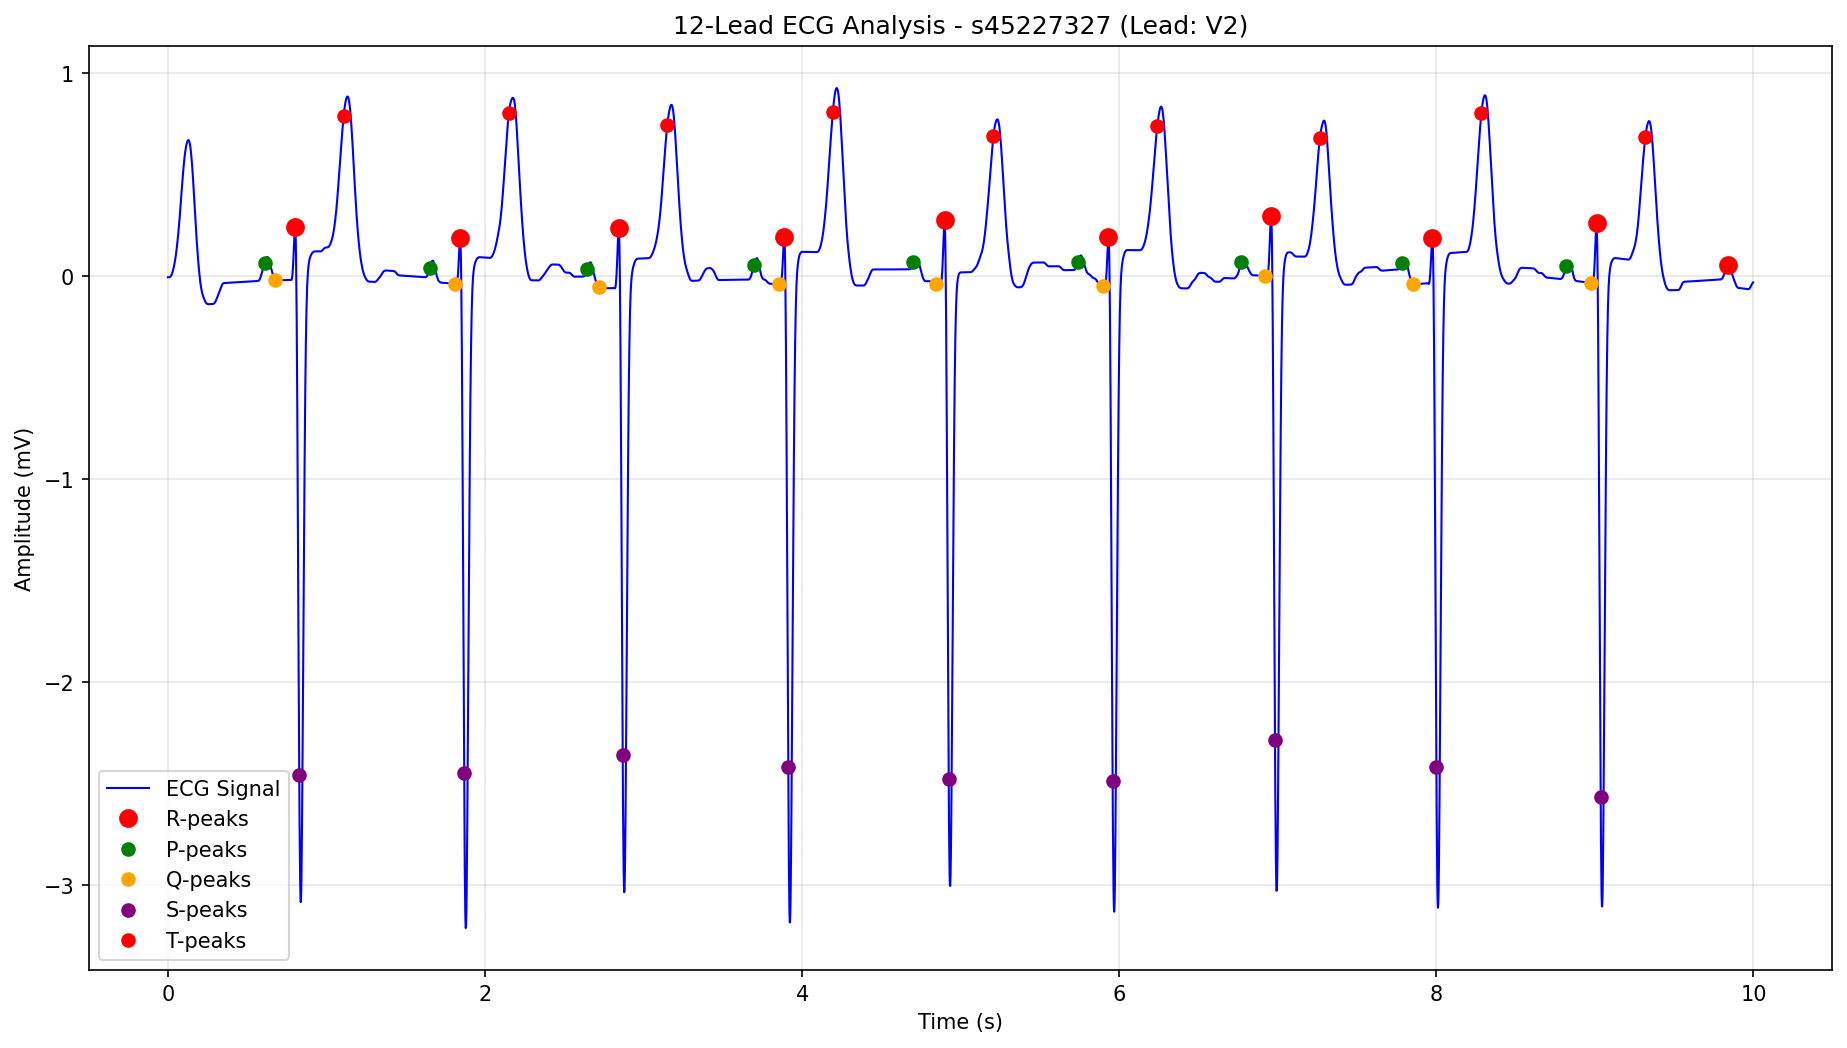 12-Lead ECG Analysis - s45227327 (Lead: V2)
Amplitude (mV)
1
0
−1
−2
−3
ECG Signal
R-peaks
P-peaks
Q-peaks
S-peaks
T-peaks
0 2 4 6 8 10
Time (s)